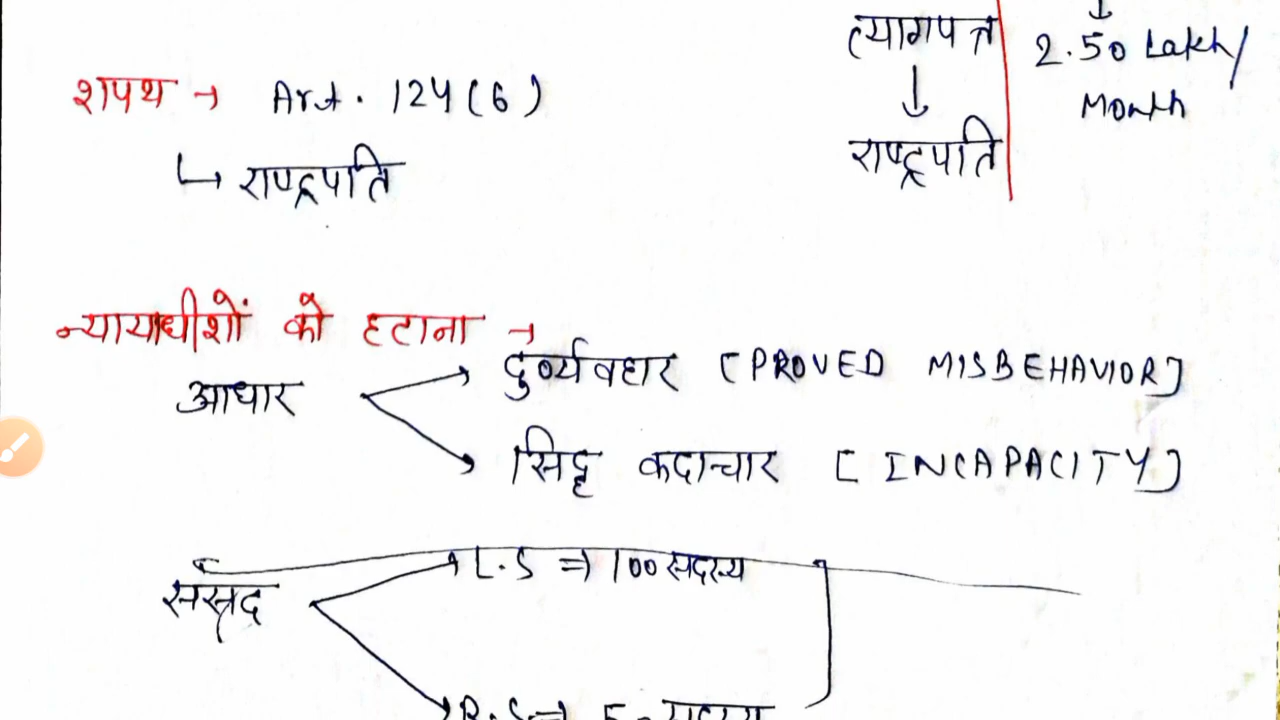 त्यागपत्र
↓
राष्ट्रपति
↓
2.50 Lakh/
Month
शपथ → Art. 124(6)
↳ राष्ट्रपति
न्यायाधीशों को हटाना →
आधार
दुर्व्यवहार [PROVED MISBEHAVIOR]
सिद्ध कदाचार [INCAPACITY]
संसद
L.S ⇒ 100 सदस्य
R.S ⇒